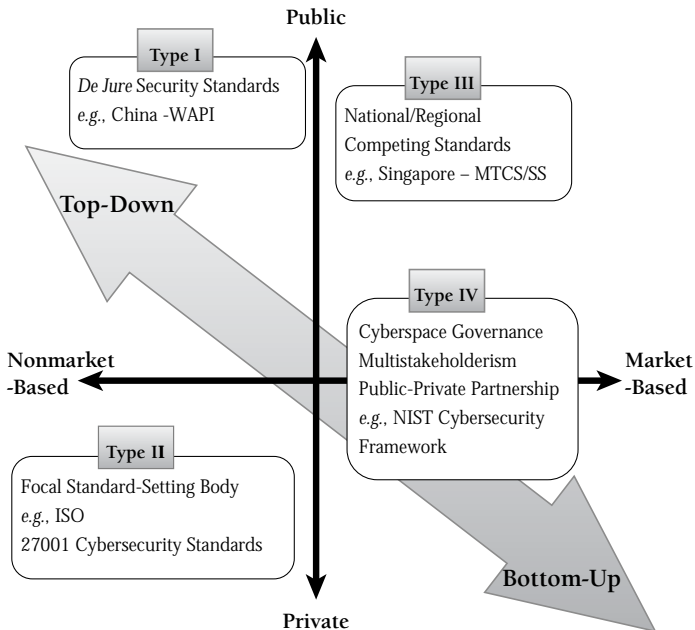 Public
Type I
De Jure Security Standards
e.g., China -WAPI
Type III
National/Regional
Competing Standards
e.g., Singapore – MTCS/SS
Top-Down
Type IV
Cyberspace Governance
Multistakeholderism
Public-Private Partnership
e.g., NIST Cybersecurity
Framework
Nonmarket
-Based
Market
-Based
Type II
Focal Standard-Setting Body
e.g., ISO
27001 Cybersecurity Standards
Bottom-Up
Private